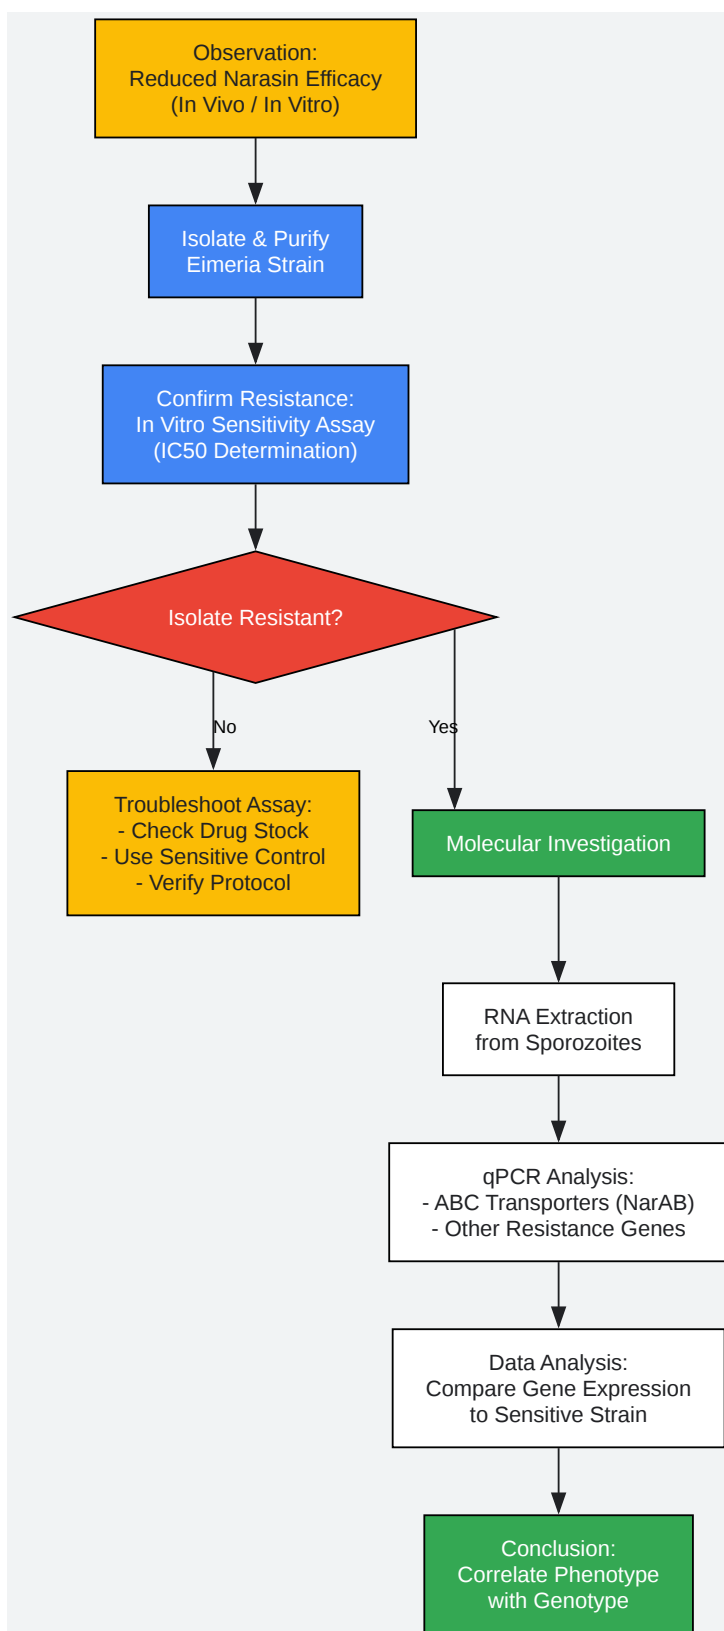 Observation:
Reduced Narasin Efficacy
(In Vivo / In Vitro)
Isolate & Purify
Eimeria Strain
Confirm Resistance:
In Vitro Sensitivity Assay
(IC50 Determination)
Isolate Resistant?
No
Yes
Troubleshoot Assay:
- Check Drug Stock
- Use Sensitive Control
- Verify Protocol
Molecular Investigation
RNA Extraction
from Sporozoites
qPCR Analysis:
- ABC Transporters (NarAB)
- Other Resistance Genes
Data Analysis:
Compare Gene Expression
to Sensitive Strain
Conclusion:
Correlate Phenotype
with Genotype